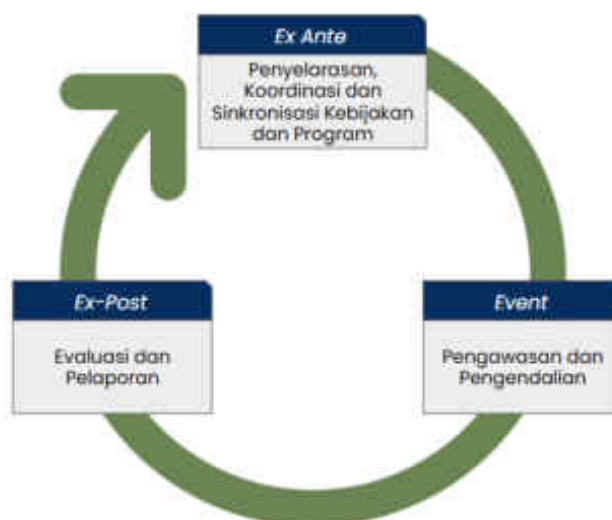 Ex Ante
Penyelarasan,
Koordinasi dan
Sinkronisasi Kebijakan
dan Program
Ex-Post
Evaluasi dan
Pelaporan
Event
Pengawasan dan
Pengendalian